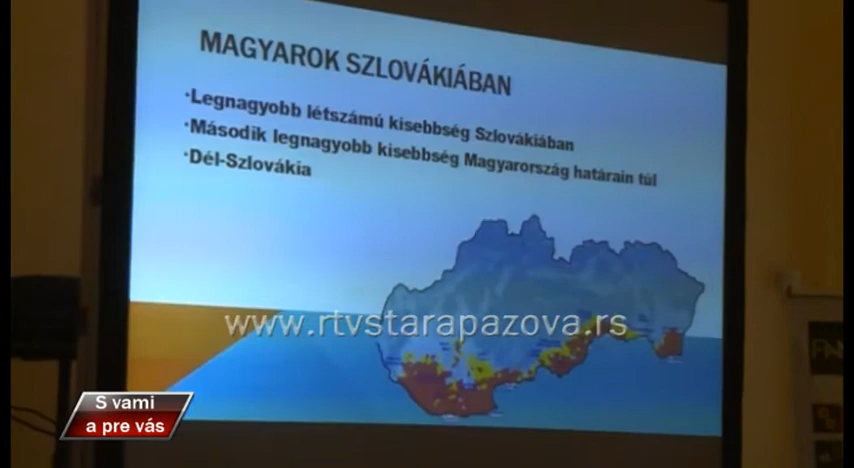 MAGYAROK SZLOVÁKIÁBAN
•Legnagyobb létszámú kisebbség Szlovákiában
•Második legnagyobb kisebbség Magyarország határain túl
•Dél-Szlovákia
www.rtvstarapazova.rs
S vami
a pre vás